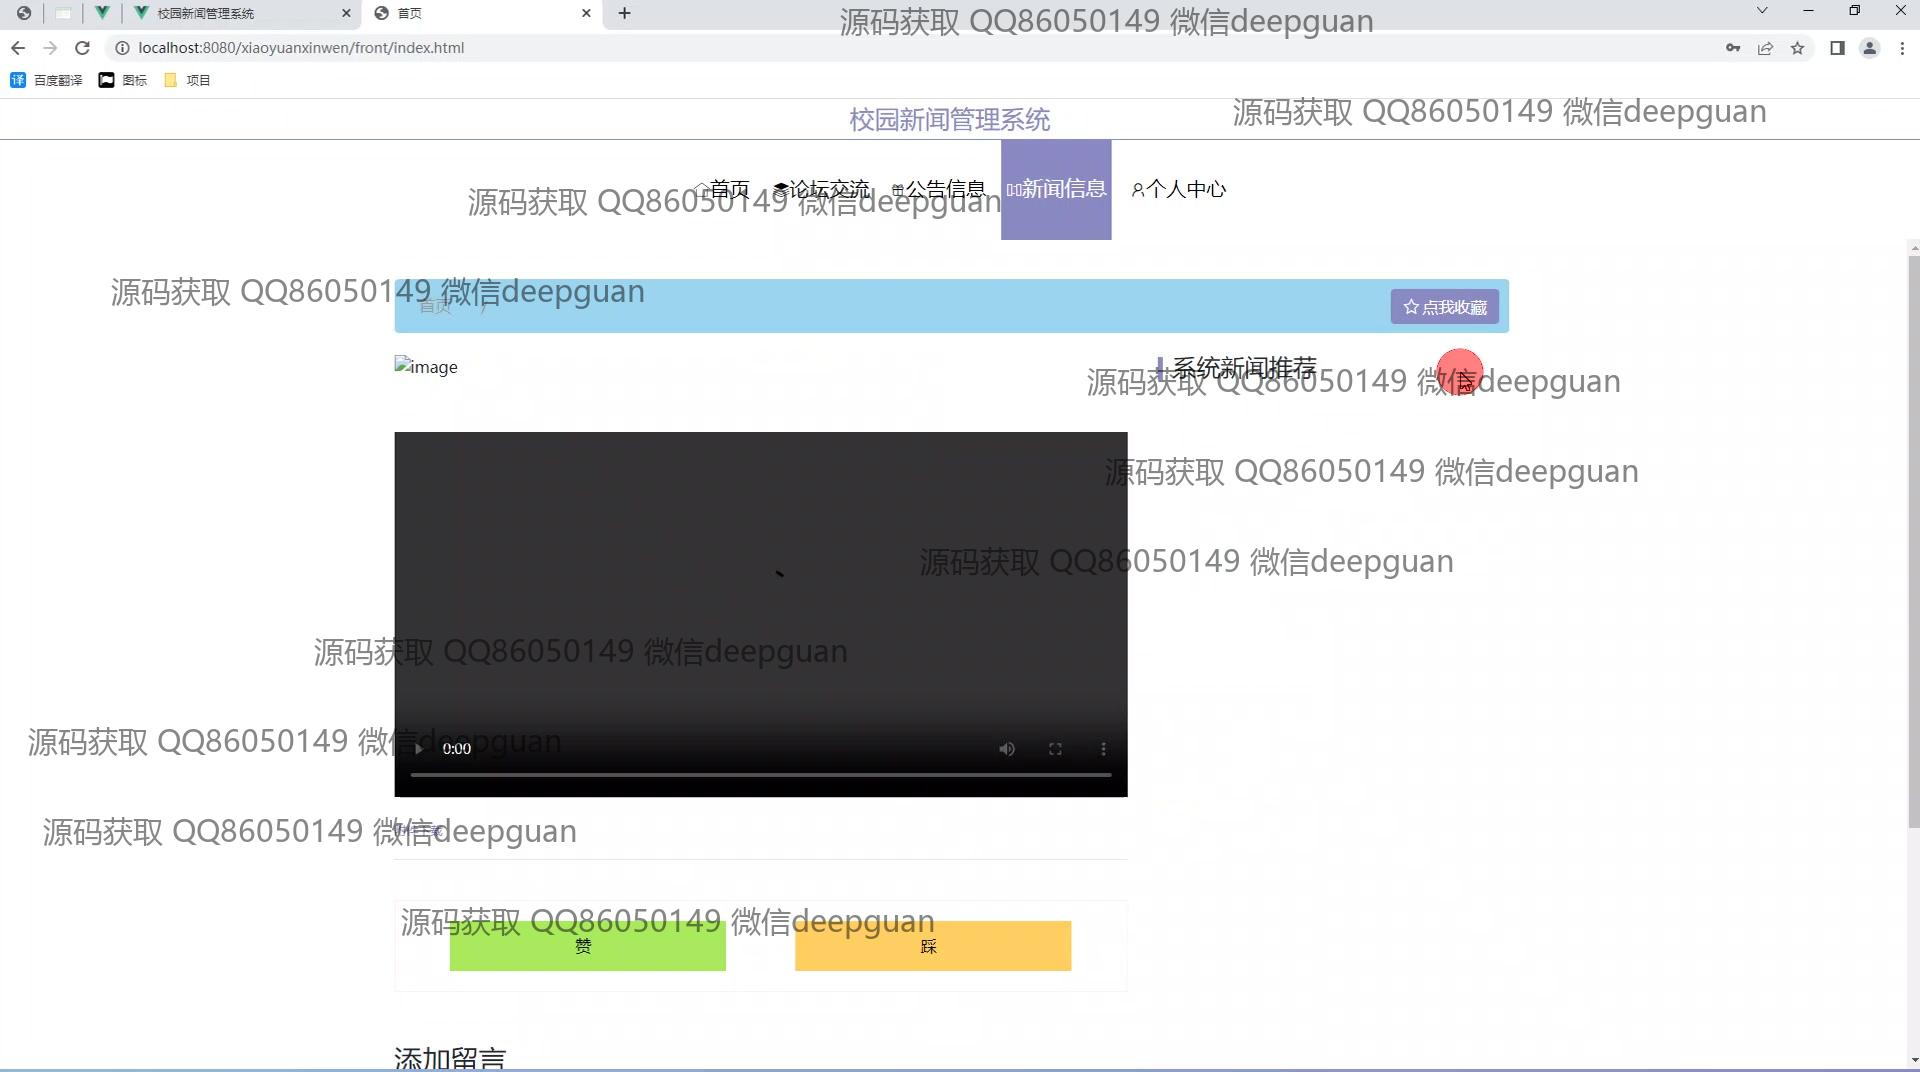 校园新闻管理系统
首页
源码获取 QQ86050149 微信deepguan
localhost:8080/xiaoyuanxinwen/front/index.html
译 百度翻译 图标 项目
校园新闻管理系统
源码获取 QQ86050149 微信deepguan
首页 论坛交流 公告信息 新闻信息 个人中心
源码获取 QQ86050149 微信deepguan
源码获取 QQ86050149 微信deepguan
首页 /
点我收藏
image
系统新闻推荐
源码获取 QQ86050149 微信deepguan
源码获取 QQ86050149 微信deepguan
源码获取 QQ86050149 微信deepguan
源码获取 QQ86050149 微信deepguan
源码获取 QQ86050149 微信deepguan
0:00
源码获取 QQ86050149 微信deepguan
源码获取 QQ86050149 微信deepguan
赞
踩
添加留言